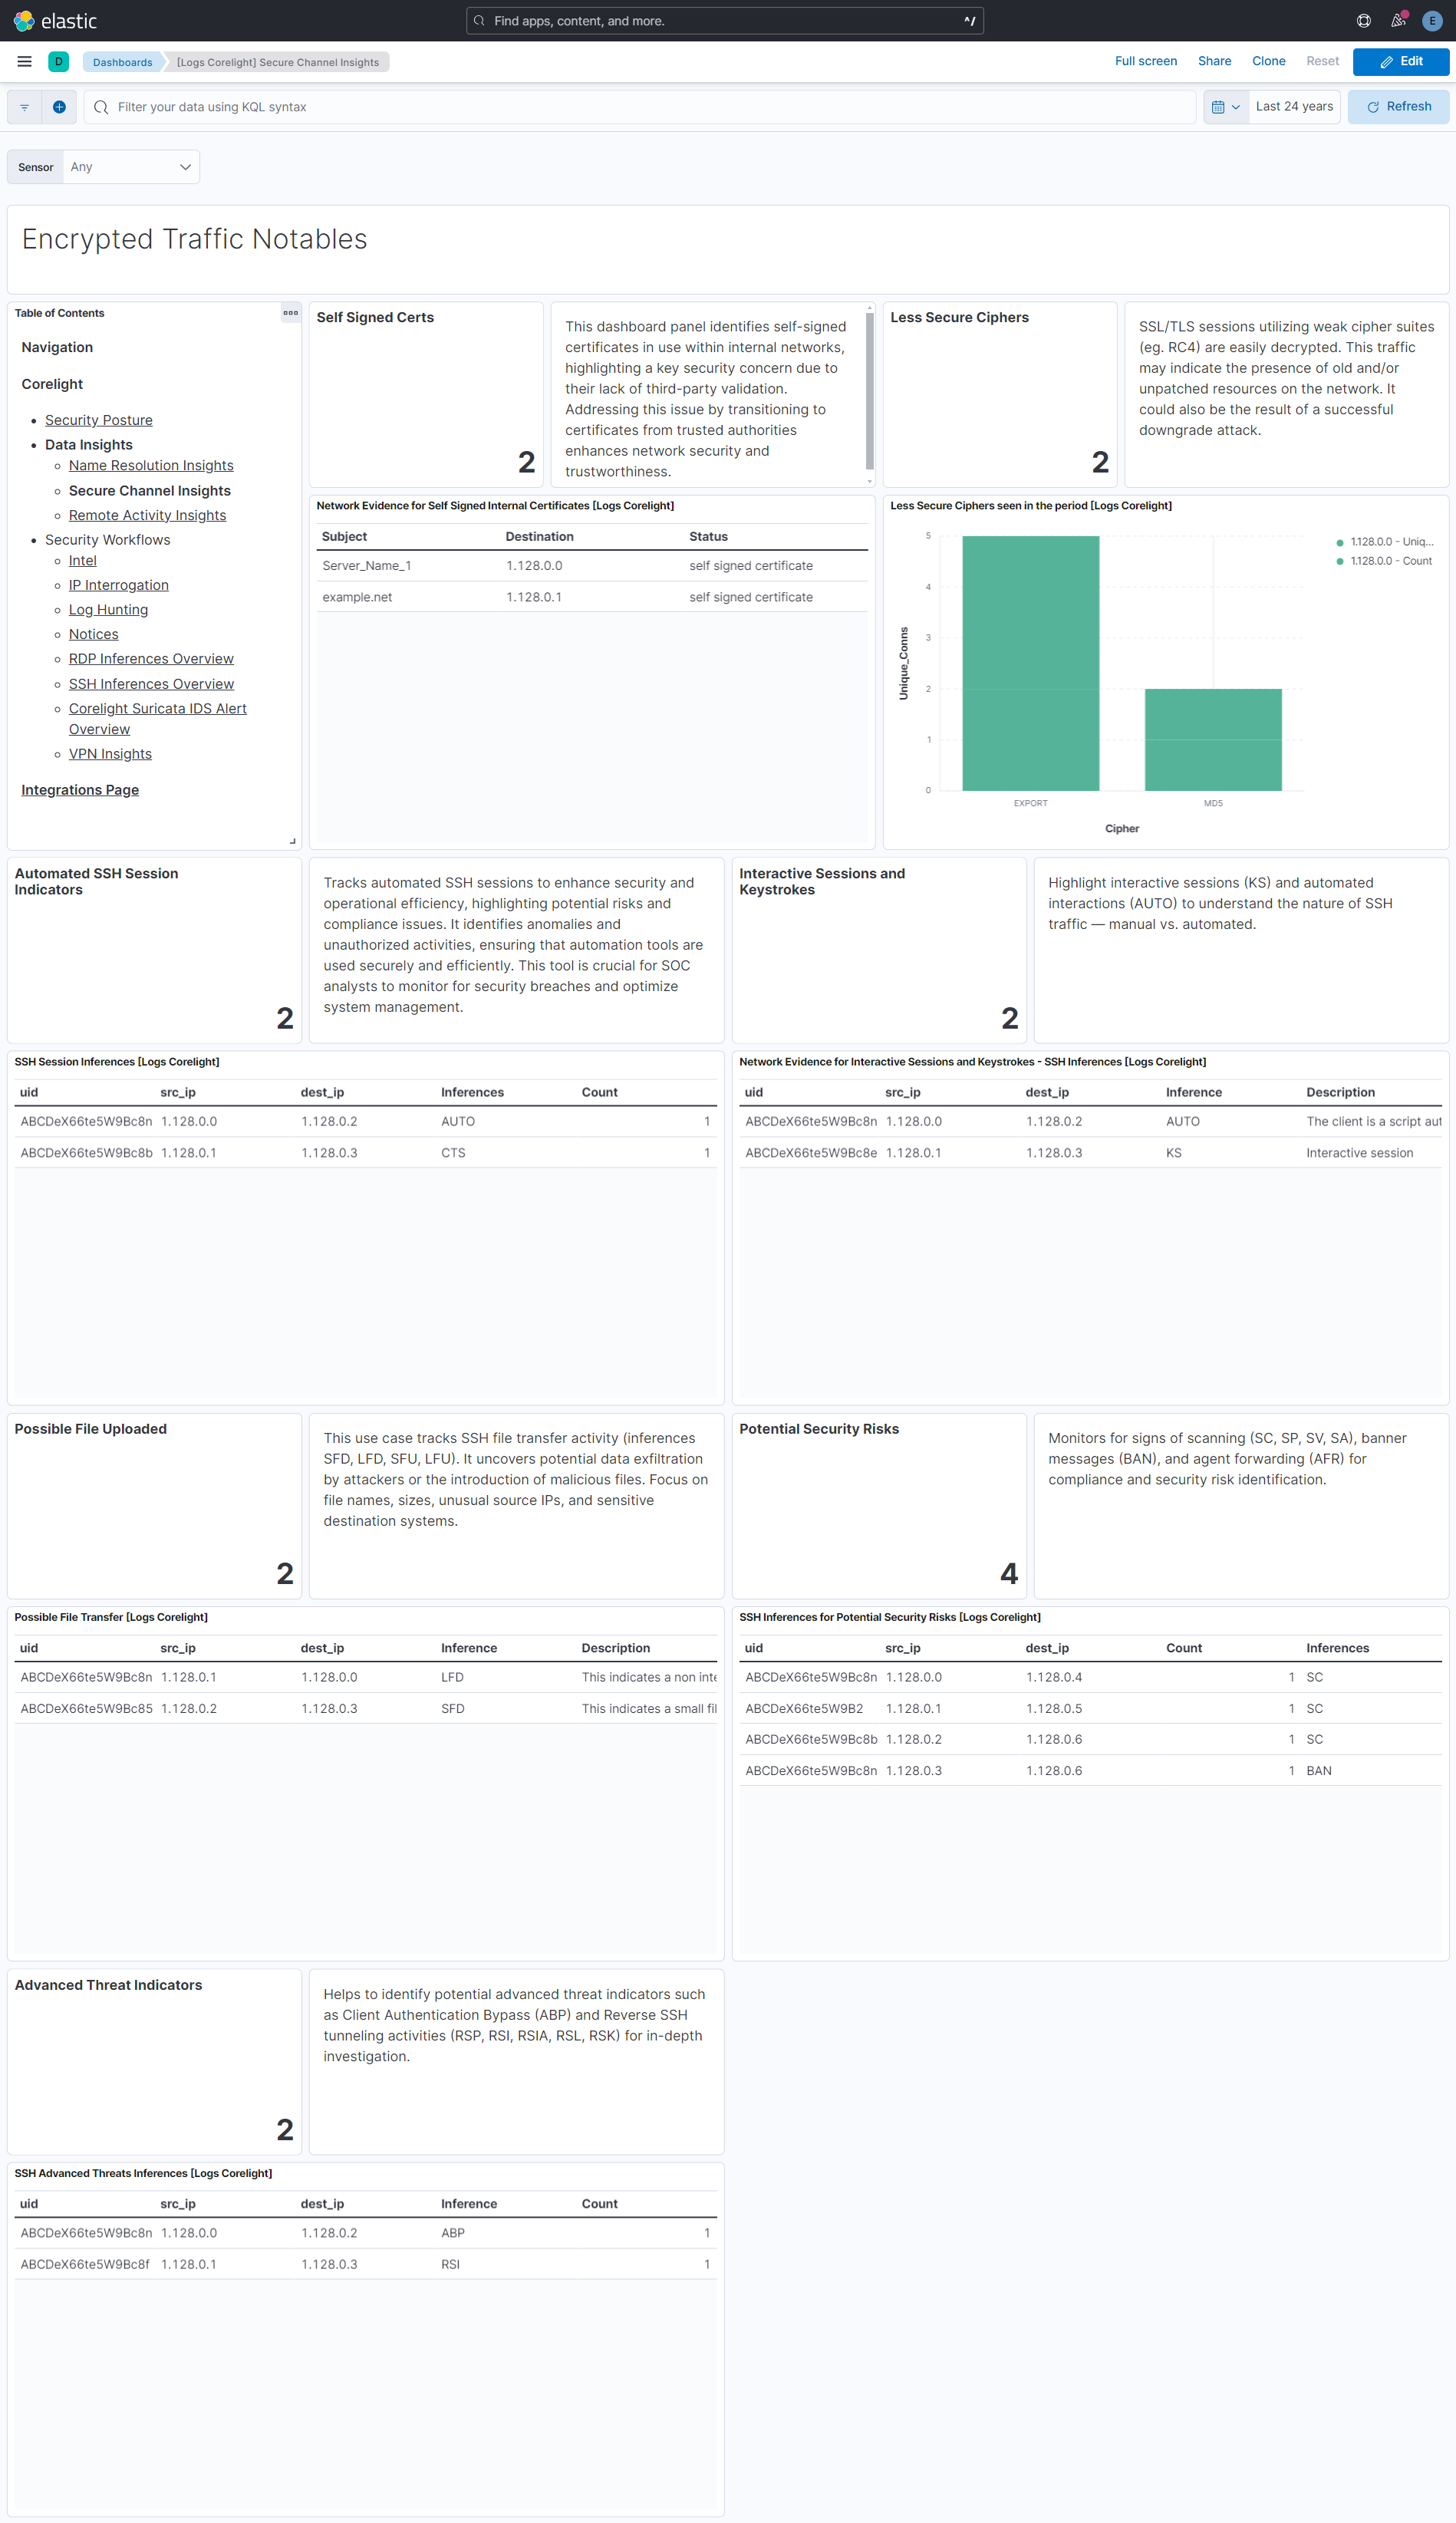 elastic
Find apps, content, and more.
^/
E
D
Dashboards
[Logs Corelight] Secure Channel Insights
Full screen
Share
Clone
Reset
Edit
Filter your data using KQL syntax
Last 24 years
Refresh
Sensor
Any
Encrypted Traffic Notables
Table of Contents
Navigation
Corelight
Security Posture
Data Insights
Name Resolution Insights
Secure Channel Insights
Remote Activity Insights
Security Workflows
Intel
IP Interrogation
Log Hunting
Notices
RDP Inferences Overview
SSH Inferences Overview
Corelight Suricata IDS Alert
Overview
VPN Insights
Integrations Page
Self Signed Certs
2
This dashboard panel identifies self-signed
certificates in use within internal networks,
highlighting a key security concern due to
their lack of third-party validation.
Addressing this issue by transitioning to
certificates from trusted authorities
enhances network security and
trustworthiness.
Less Secure Ciphers
2
SSL/TLS sessions utilizing weak cipher suites
(eg. RC4) are easily decrypted. This traffic
may indicate the presence of old and/or
unpatched resources on the network. It
could also be the result of a successful
downgrade attack.
Network Evidence for Self Signed Internal Certificates [Logs Corelight]
Subject Destination Status
Server_Name_1 1.128.0.0 self signed certificate
example.net 1.128.0.1 self signed certificate
Less Secure Ciphers seen in the period [Logs Corelight]
5
4
3
2
1
0
Unique_Conns
EXPORT
MD5
Cipher
1.128.0.0 - Uniq...
1.128.0.0 - Count
Automated SSH Session
Indicators
2
Tracks automated SSH sessions to enhance security and
operational efficiency, highlighting potential risks and
compliance issues. It identifies anomalies and
unauthorized activities, ensuring that automation tools are
used securely and efficiently. This tool is crucial for SOC
analysts to monitor for security breaches and optimize
system management.
Interactive Sessions and
Keystrokes
2
Highlight interactive sessions (KS) and automated
interactions (AUTO) to understand the nature of SSH
traffic — manual vs. automated.
SSH Session Inferences [Logs Corelight]
uid src_ip dest_ip Inferences Count
ABCDeX66te5W9Bc8n 1.128.0.0 1.128.0.2 AUTO 1
ABCDeX66te5W9Bc8b 1.128.0.1 1.128.0.3 CTS 1
Network Evidence for Interactive Sessions and Keystrokes - SSH Inferences [Logs Corelight]
uid src_ip dest_ip Inference Description
ABCDeX66te5W9Bc8n 1.128.0.0 1.128.0.2 AUTO The client is a script aut
ABCDeX66te5W9Bc8e 1.128.0.1 1.128.0.3 KS Interactive session
Possible File Uploaded
2
This use case tracks SSH file transfer activity (inferences
SFD, LFD, SFU, LFU). It uncovers potential data exfiltration
by attackers or the introduction of malicious files. Focus on
file names, sizes, unusual source IPs, and sensitive
destination systems.
Potential Security Risks
4
Monitors for signs of scanning (SC, SP, SV, SA), banner
messages (BAN), and agent forwarding (AFR) for
compliance and security risk identification.
Possible File Transfer [Logs Corelight]
uid src_ip dest_ip Inference Description
ABCDeX66te5W9Bc8n 1.128.0.1 1.128.0.0 LFD This indicates a non inte
ABCDeX66te5W9Bc85 1.128.0.2 1.128.0.3 SFD This indicates a small fil
SSH Inferences for Potential Security Risks [Logs Corelight]
uid src_ip dest_ip Count Inferences
ABCDeX66te5W9Bc8n 1.128.0.0 1.128.0.4 1 SC
ABCDeX66te5W9B2 1.128.0.1 1.128.0.5 1 SC
ABCDeX66te5W9Bc8b 1.128.0.2 1.128.0.6 1 SC
ABCDeX66te5W9Bc8n 1.128.0.3 1.128.0.6 1 BAN
Advanced Threat Indicators
2
Helps to identify potential advanced threat indicators such
as Client Authentication Bypass (ABP) and Reverse SSH
tunneling activities (RSP, RSI, RSIA, RSL, RSK) for in-depth
investigation.
SSH Advanced Threats Inferences [Logs Corelight]
uid src_ip dest_ip Inference Count
ABCDeX66te5W9Bc8n 1.128.0.0 1.128.0.2 ABP 1
ABCDeX66te5W9Bc8f 1.128.0.1 1.128.0.3 RSI 1